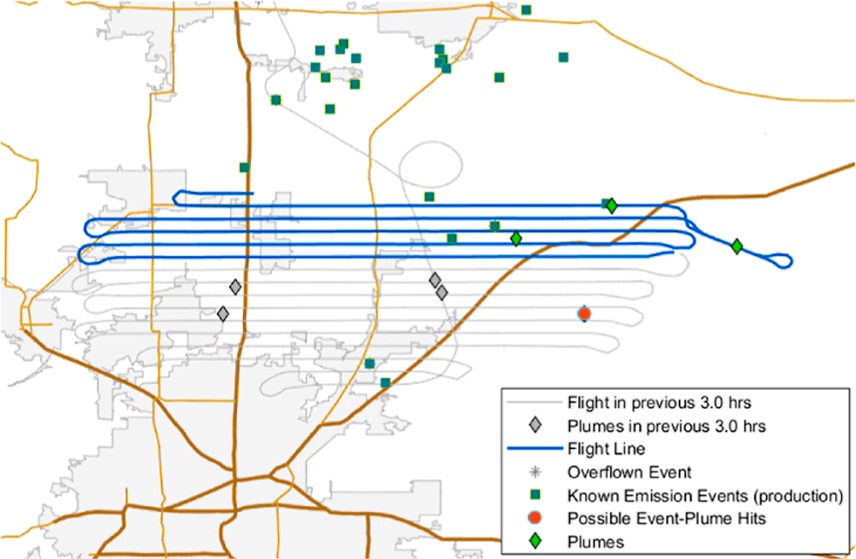 Flight in previous 3.0 hrs
Plumes in previous 3.0 hrs
Flight Line
Overflown Event
Known Emission Events (production)
Possible Event-Plume Hits
Plumes